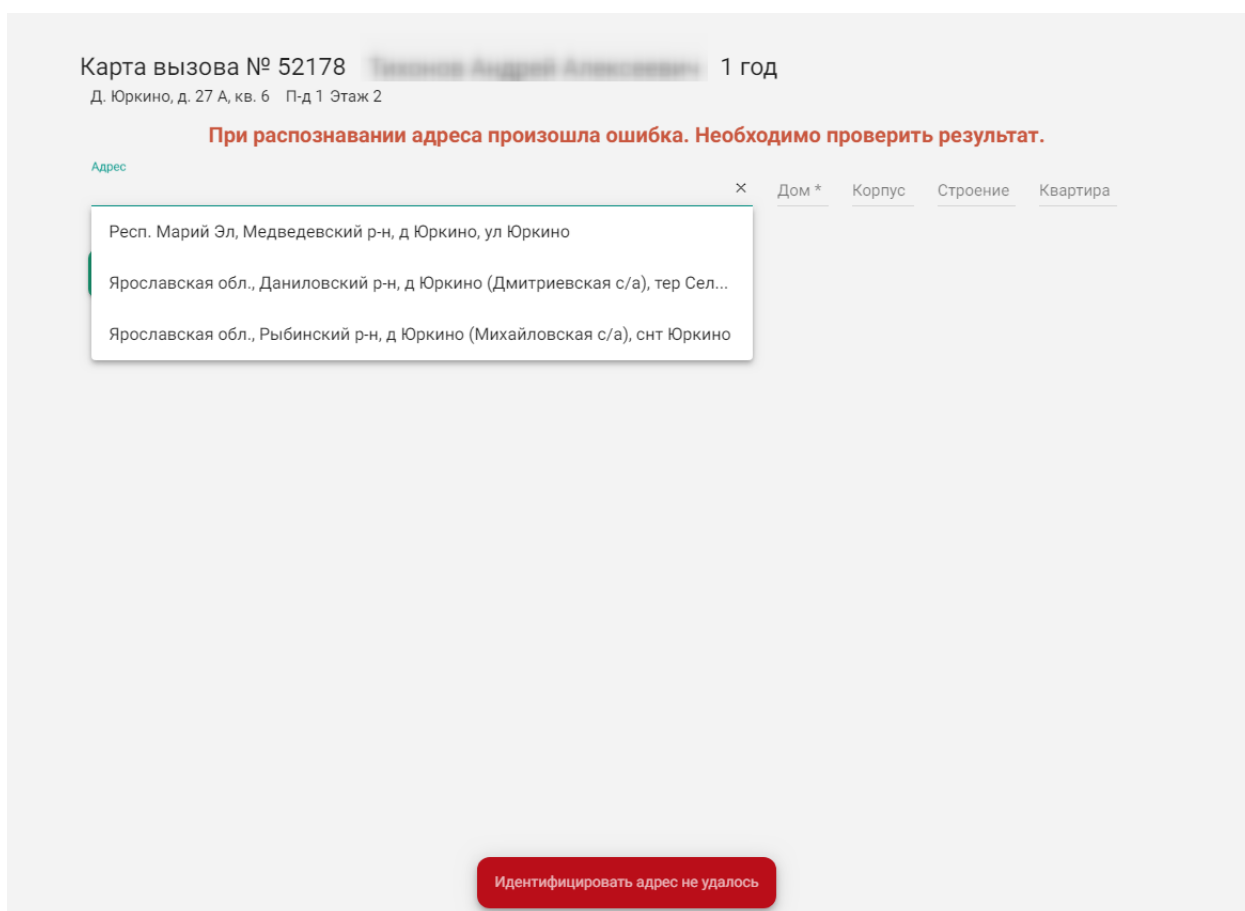 Карта вызова № 52178 1 год
Д. Юркино, д. 27 А, кв. 6 П-д 1 Этаж 2
При распознавании адреса произошла ошибка. Необходимо проверить результат.
Адрес
× Дом * Корпус Строение Квартира
Респ. Марий Эл, Медведевский р-н, д Юркино, ул Юркино
Ярославская обл., Даниловский р-н, д Юркино (Дмитриевская с/а), тер Сел...
Ярославская обл., Рыбинский р-н, д Юркино (Михайловская с/а), снт Юркино
Идентифицировать адрес не удалось